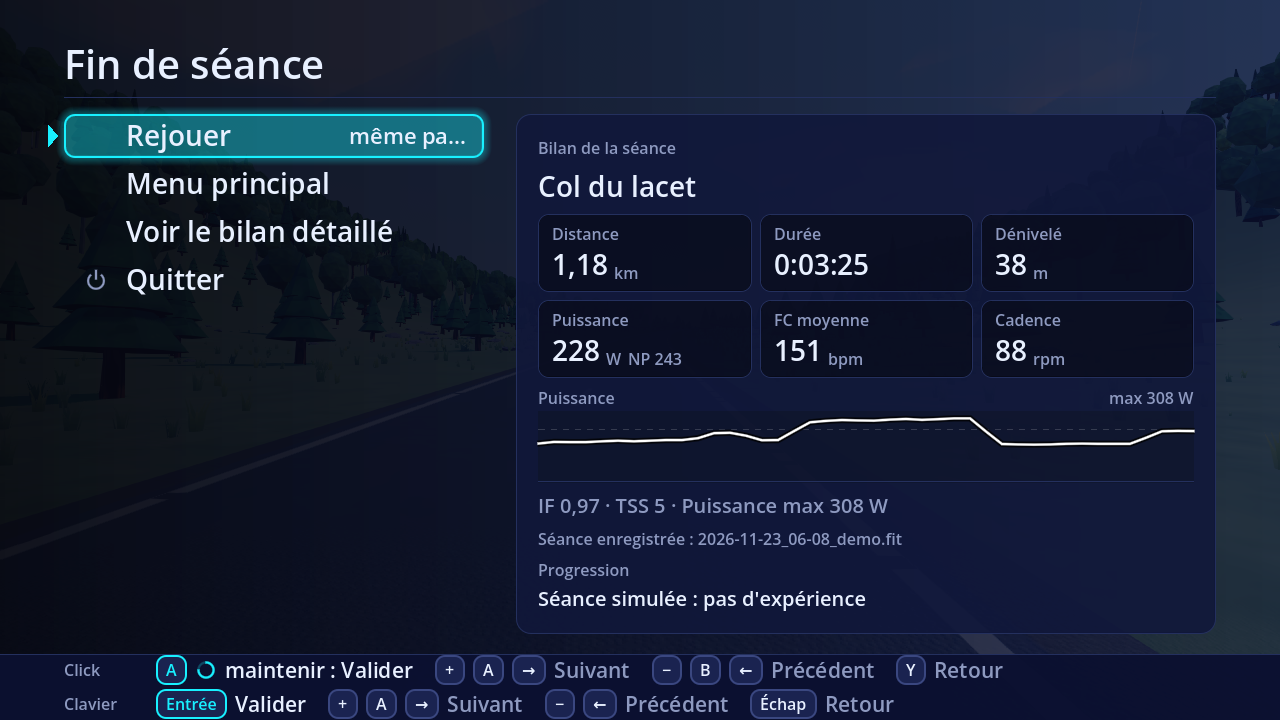 Fin de séance
Rejouer même pa...
Menu principal
Voir le bilan détaillé
Quitter
Bilan de la séance
Col du lacet
Distance
1,18 km
Durée
0:03:25
Dénivelé
38 m
Puissance
228 W NP 243
FC moyenne
151 bpm
Cadence
88 rpm
Puissance max 308 W
IF 0,97 · TSS 5 · Puissance max 308 W
Séance enregistrée : 2026-11-23_06-08_demo.fit
Progression
Séance simulée : pas d'expérience
Click A maintenir : Valider + A → Suivant − B ← Précédent Y Retour
Clavier Entrée Valider + A → Suivant − ← Précédent Échap Retour